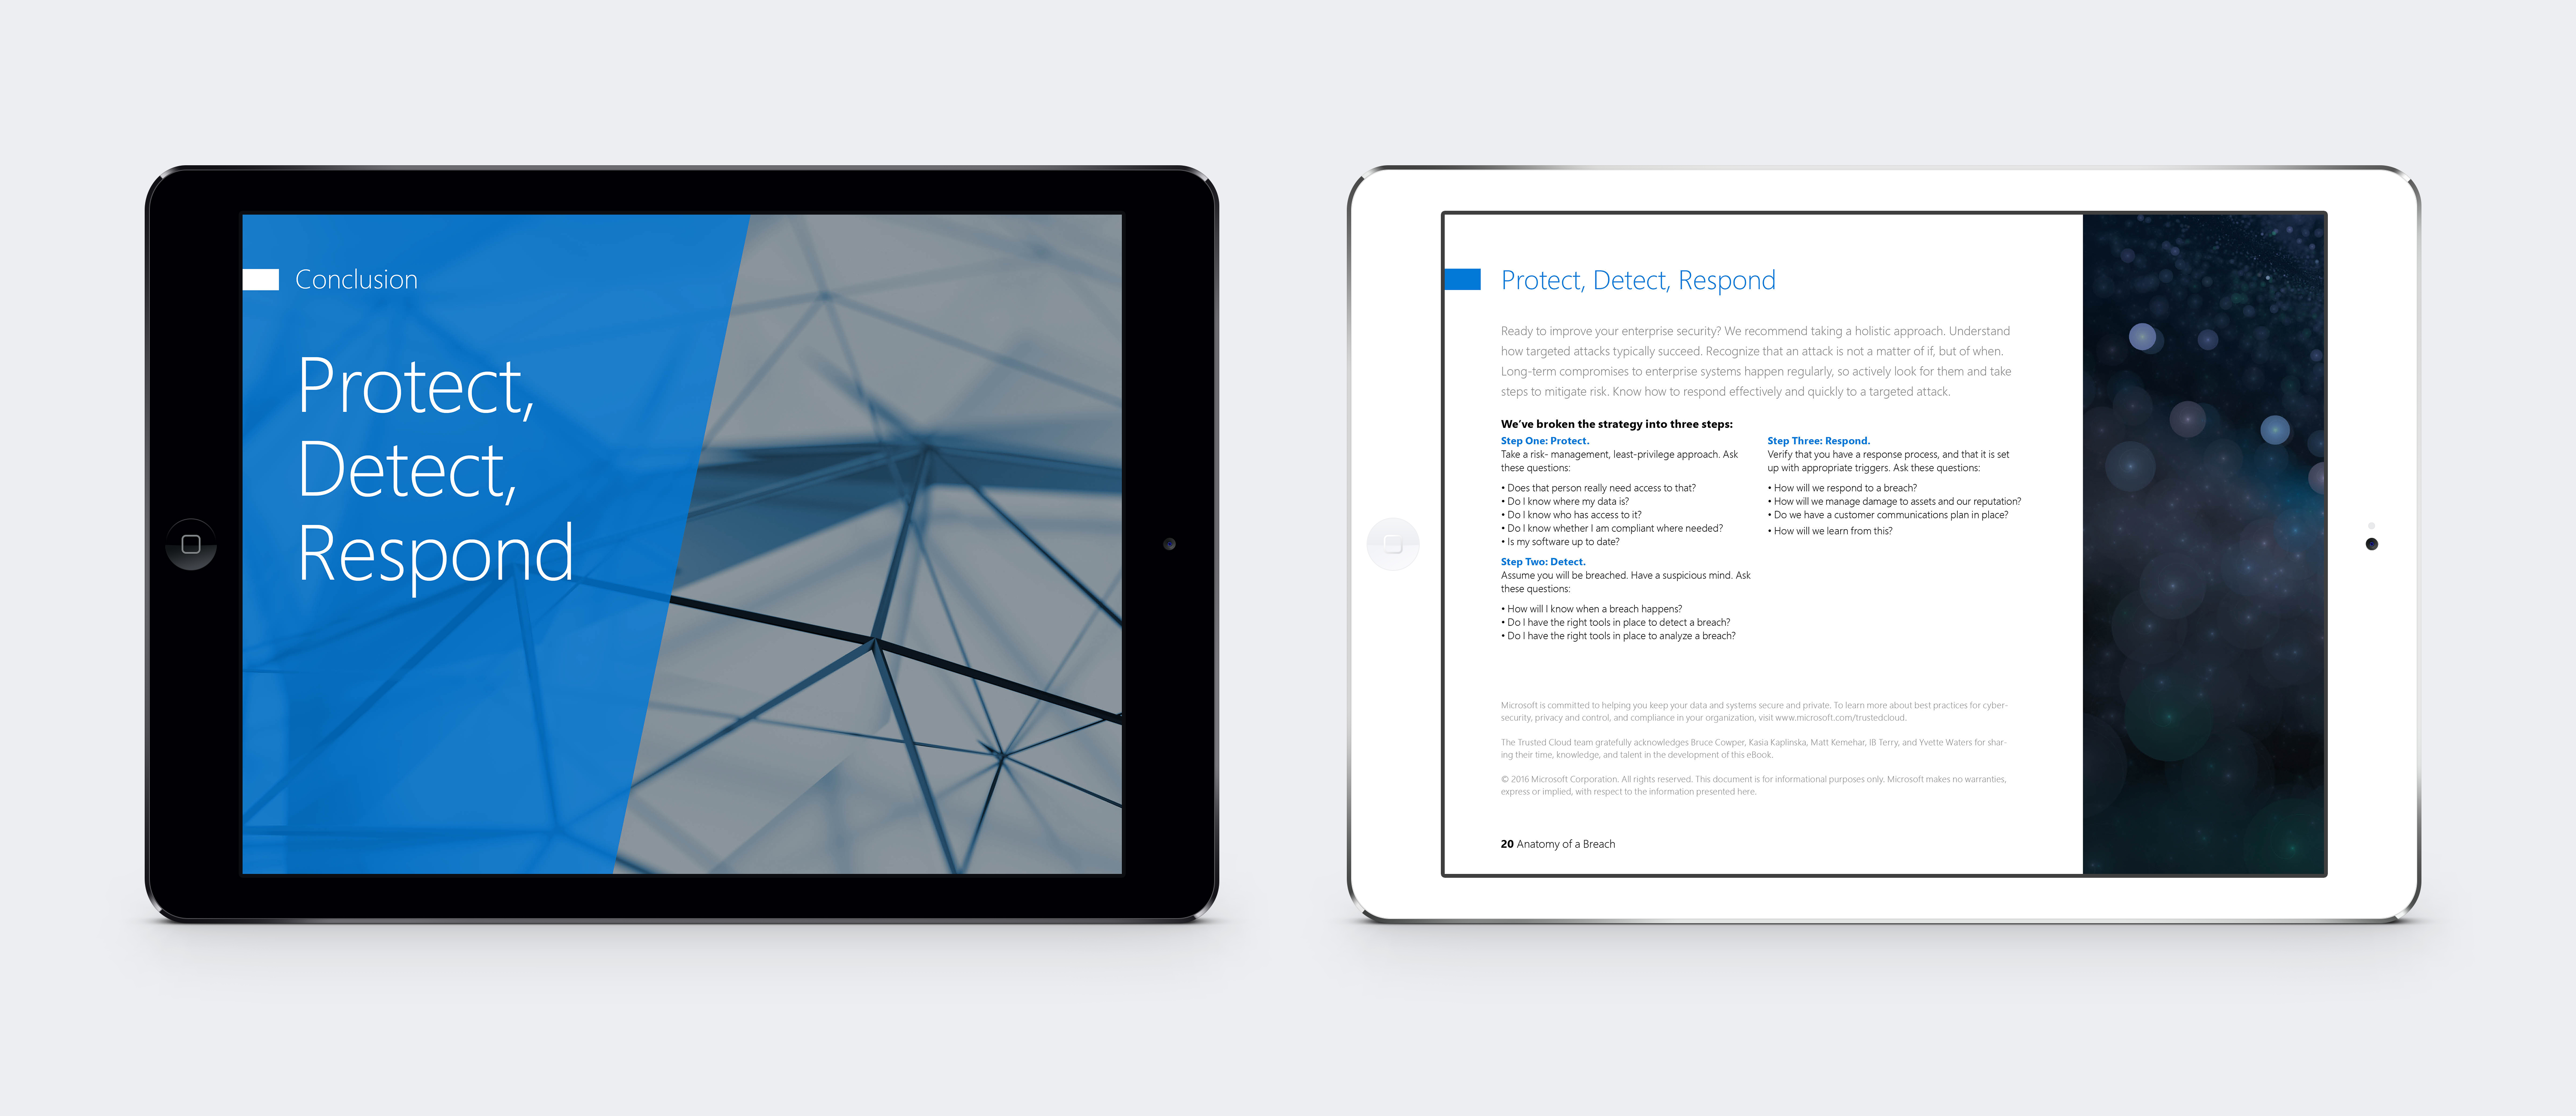 Conclusion
Protect,
Detect,
Respond
Protect, Detect, Respond
Ready to improve your enterprise security? We recommend taking a holistic approach. Understand
how targeted attacks typically succeed. Recognize that an attack is not a matter of if, but of when.
Long-term compromises to enterprise systems happen regularly, so actively look for them and take
steps to mitigate risk. Know how to respond effectively and quickly to a targeted attack.
We've broken the strategy into three steps:
Step One: Protect.
Take a risk- management, least-privilege approach. Ask
these questions:
• Does that person really need access to that?
• Do I know where my data is?
• Do I know who has access to it?
• Do I know whether I am compliant where needed?
• Is my software up to date?
Step Two: Detect.
Assume you will be breached. Have a suspicious mind. Ask
these questions:
• How will I know when a breach happens?
• Do I have the right tools in place to detect a breach?
• Do I have the right tools in place to analyze a breach?
Step Three: Respond.
Verify that you have a response process, and that it is set
up with appropriate triggers. Ask these questions:
• How will we respond to a breach?
• How will we manage damage to assets and our reputation?
• Do we have a customer communications plan in place?
• How will we learn from this?
Microsoft is committed to helping you keep your data and systems secure and private. To learn more about best practices for cyber-
security, privacy and control, and compliance in your organization, visit www.microsoft.com/trustedcloud.
The Trusted Cloud team gratefully acknowledges Bruce Cowper, Kasia Kaplinska, Matt Kemehar, IB Terry, and Yvette Waters for shar-
ing their time, knowledge, and talent in the development of this eBook.
© 2016 Microsoft Corporation. All rights reserved. This document is for informational purposes only. Microsoft makes no warranties,
express or implied, with respect to the information presented here.
20 Anatomy of a Breach